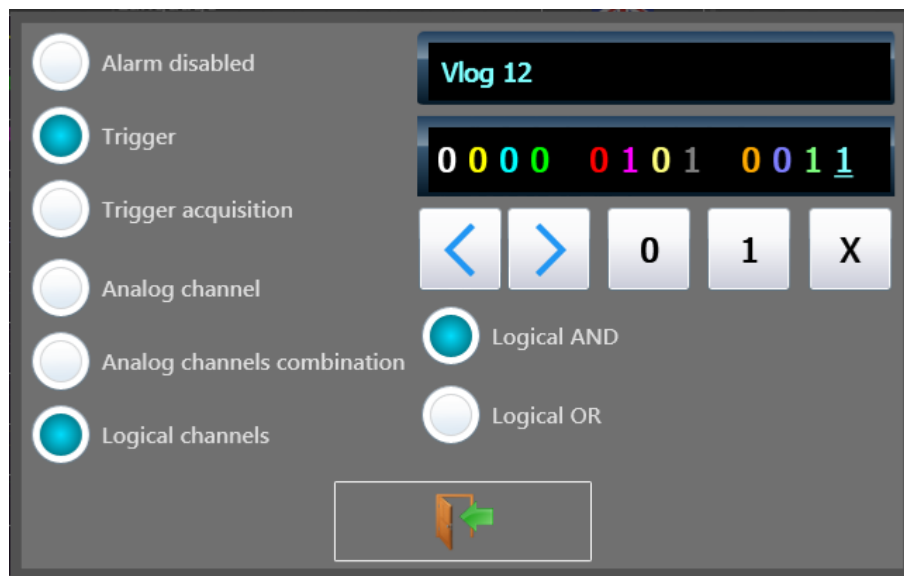 Alarm disabled
Trigger
Trigger acquisition
Analog channel
Analog channels combination
Logical channels
Vlog 12
0 0 0 0 0 1 0 1 0 0 1 1
0 1 X
Logical AND
Logical OR